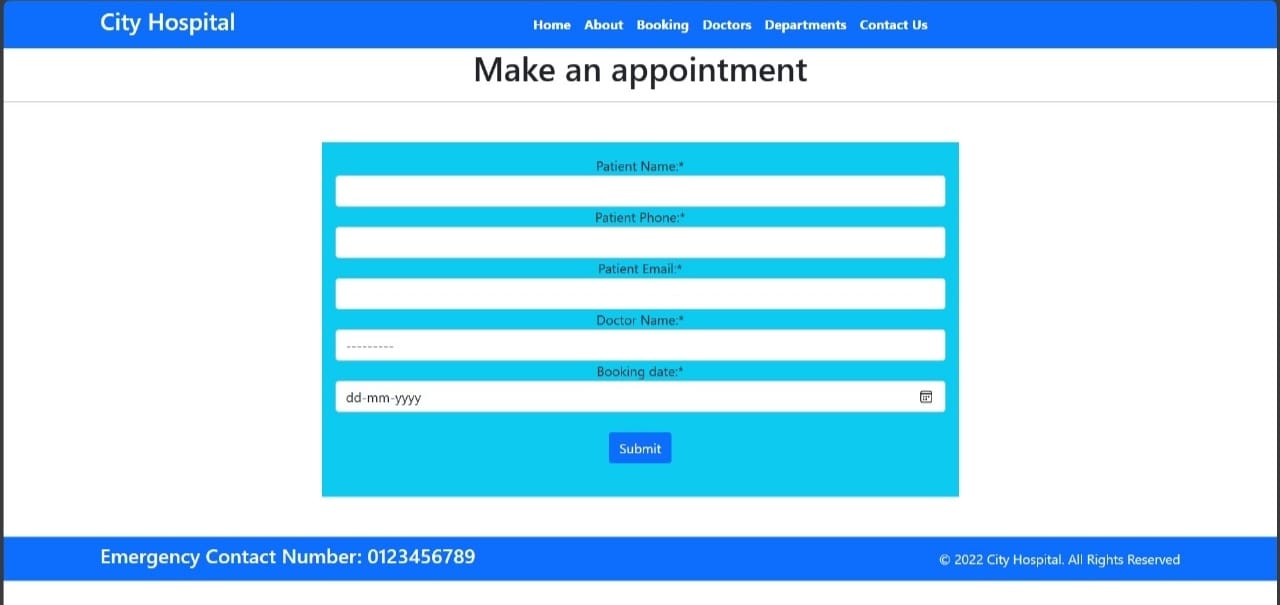 City Hospital
Home About Booking Doctors Departments Contact Us
Make an appointment
Patient Name:*
Patient Phone:*
Patient Email:*
Doctor Name:*
---------
Booking date:*
dd-mm-yyyy
Submit
Emergency Contact Number: 0123456789
© 2022 City Hospital. All Rights Reserved